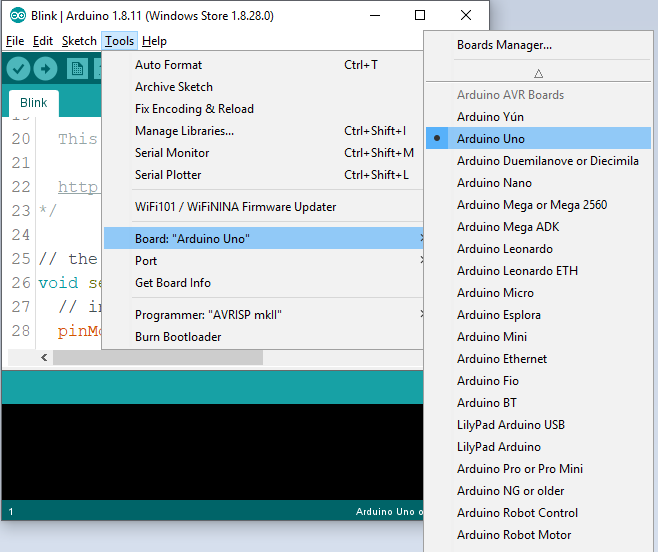 Blink | Arduino 1.8.11 (Windows Store 1.8.28.0)
File Edit Sketch Tools Help
Blink
20 This
21
22 http
23 */
24
25 // the
26 void se
27 // in
28 pinMo
Auto Format Ctrl+T
Archive Sketch
Fix Encoding & Reload
Manage Libraries... Ctrl+Shift+I
Serial Monitor Ctrl+Shift+M
Serial Plotter Ctrl+Shift+L
WiFi101 / WiFiNINA Firmware Updater
Board: "Arduino Uno"
Port
Get Board Info
Programmer: "AVRISP mkII"
Burn Bootloader
Boards Manager...
Arduino AVR Boards
Arduino Yún
Arduino Uno
Arduino Duemilanove or Diecimila
Arduino Nano
Arduino Mega or Mega 2560
Arduino Mega ADK
Arduino Leonardo
Arduino Leonardo ETH
Arduino Micro
Arduino Esplora
Arduino Mini
Arduino Ethernet
Arduino Fio
Arduino BT
LilyPad Arduino USB
LilyPad Arduino
Arduino Pro or Pro Mini
Arduino NG or older
Arduino Robot Control
Arduino Robot Motor
1 Arduino Uno o